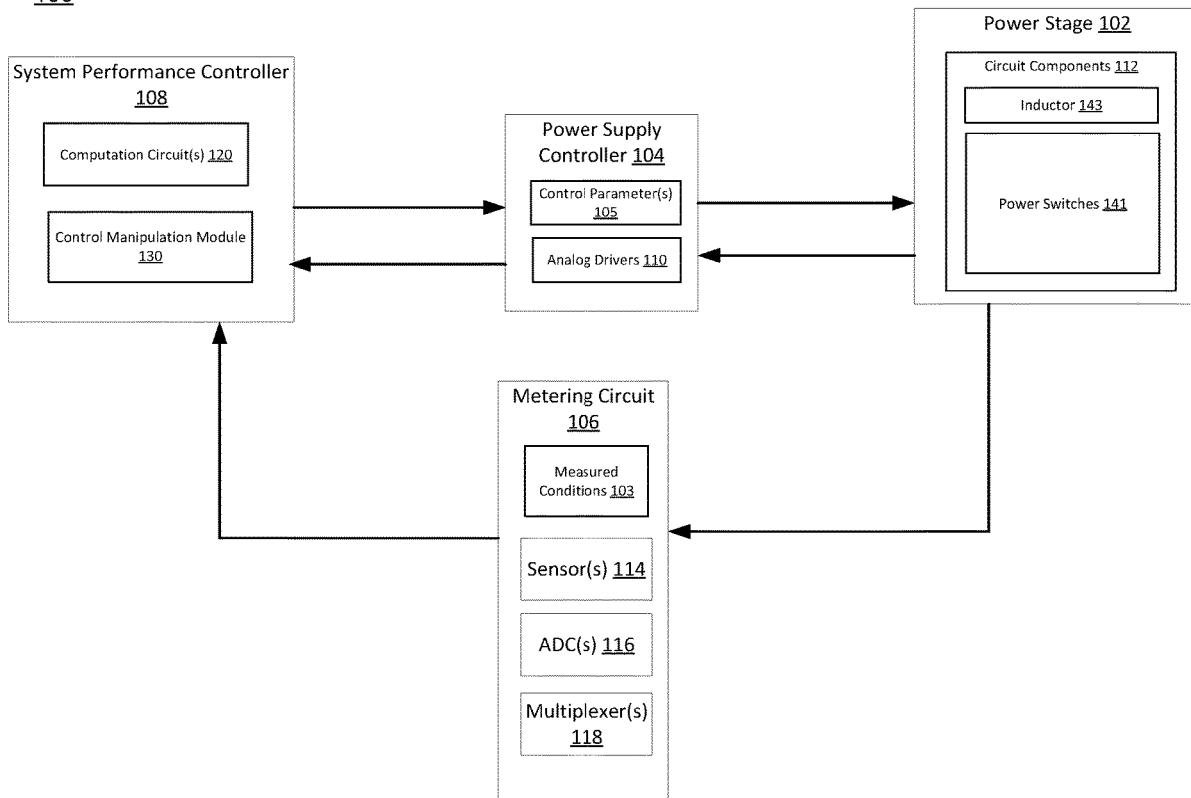 System Performance Controller
108
Computation Circuit(s) 120
Control Manipulation Module
130
Power Supply
Controller 104
Control Parameter(s)
105
Analog Drivers 110
Power Stage 102
Circuit Components 112
Inductor 143
Power Switches 141
Metering Circuit
106
Measured
Conditions 103
Sensor(s) 114
ADC(s) 116
Multiplexer(s)
118